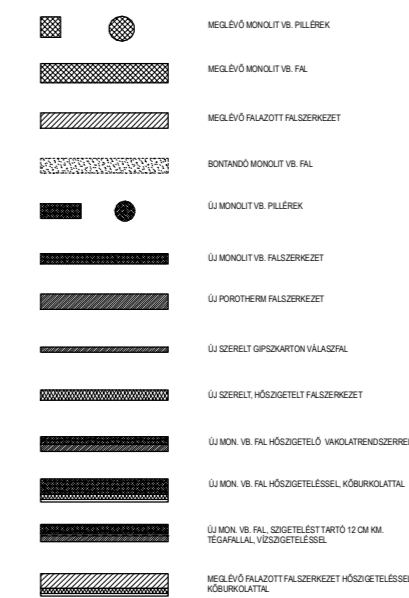 MEGLÉVŐ MONOLIT VB. PILLÉREK
MEGLÉVŐ MONOLIT VB. FAL
MEGLÉVŐ FALAZOTT FALSZERKEZET
BONTANDÓ MONOLIT VB. FAL
ÚJ MONOLIT VB. PILLÉREK
ÚJ MONOLIT VB. FALSZERKEZET
ÚJ POROTHERM FALSZERKEZET
ÚJ SZERELT GIPSZKARTON VÁLASZFAL
ÚJ SZERELT, HŐSZIGETELT FALSZERKEZET
ÚJ MON. VB. FAL HŐSZIGETELŐ VAKOLATRENDSZERREL
ÚJ MON. VB. FAL HŐSZIGETELÉSSEL, KŐBURKOLATTAL
ÚJ MON. VB. FAL, SZIGETELÉST TARTÓ 12 CM KM.
TÉGAFALLAL, VÍZSZIGETELÉSSEL
MEGLÉVŐ FALAZOTT FALSZERKEZET HŐSZIGETELÉSSEL
KŐBURKOLATTAL